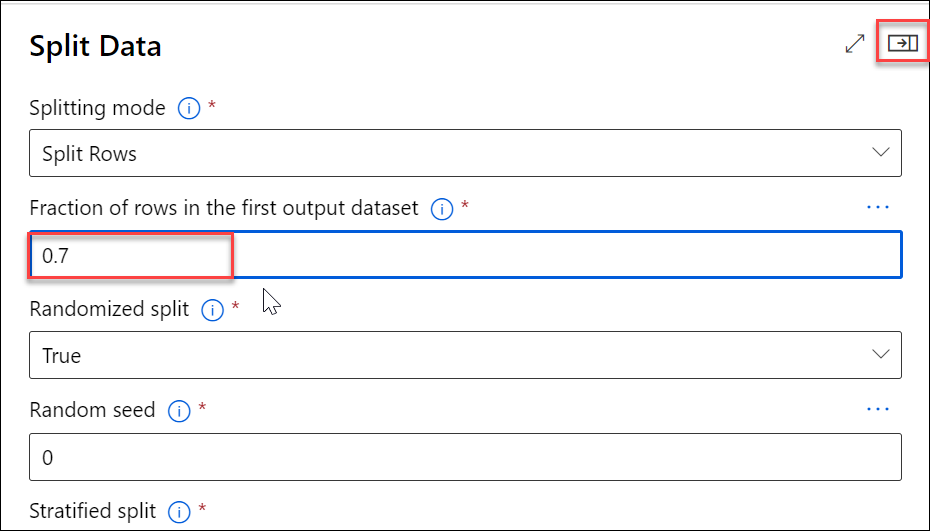 Split Data
Splitting mode *
Split Rows
Fraction of rows in the first output dataset *
0.7
Randomized split *
True
Random seed *
0
Stratified split *